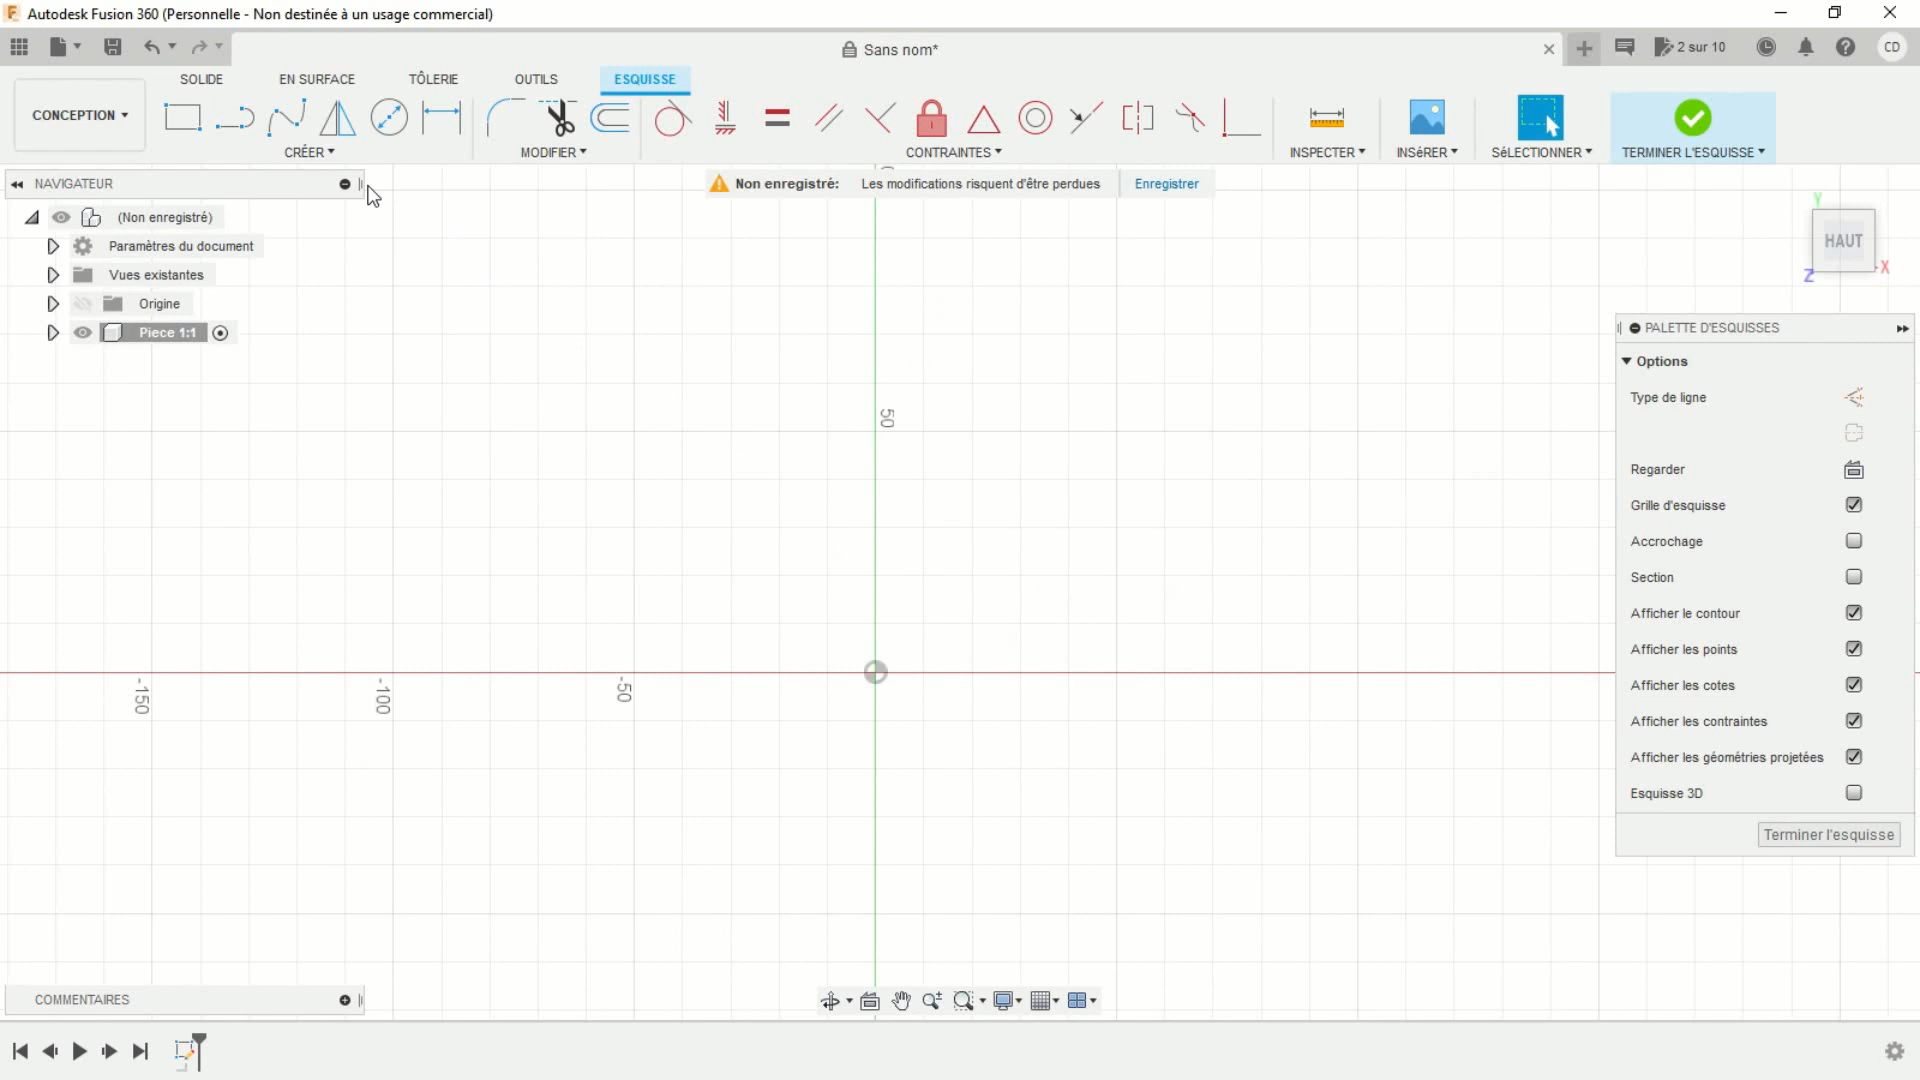 Autodesk Fusion 360 (Personnelle - Non destinée à un usage commercial)
Sans nom*
2 sur 10
CD
SOLIDE
EN SURFACE
TÔLERIE
OUTILS
ESQUISSE
CONCEPTION
CRÉER
MODIFIER
CONTRAINTES
INSPECTER
INSéRER
SéLECTIONNER
TERMINER L'ESQUISSE
NAVIGATEUR
Non enregistré: Les modifications risquent d'être perdues Enregistrer
(Non enregistré)
Paramètres du document
Vues existantes
Origine
Piece 1:1
Y
HAUT
X
Z
50
-150
-100
-50
PALETTE D'ESQUISSES
Options
Type de ligne
Regarder
Grille d'esquisse
Accrochage
Section
Afficher le contour
Afficher les points
Afficher les cotes
Afficher les contraintes
Afficher les géométries projetées
Esquisse 3D
Terminer l'esquisse
COMMENTAIRES